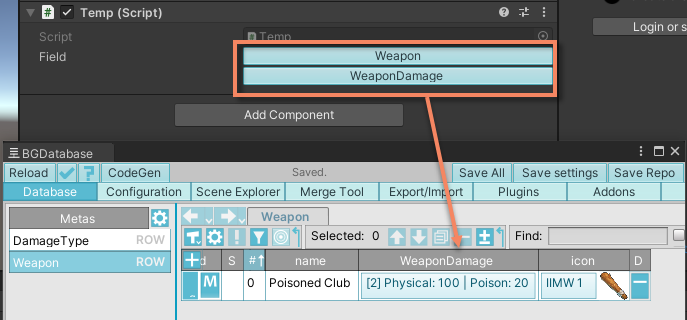 Temp (Script)
Script
Temp
Field
Weapon
WeaponDamage
Add Component
Login or s
BGDatabase
Reload
CodeGen
Saved.
Save All
Save settings
Save Repo
Database
Configuration
Scene Explorer
Merge Tool
Export/Import
Plugins
Addons
Metas
DamageType ROW
Weapon ROW
Weapon
Selected: 0
Find:
d S # name WeaponDamage icon D
M 0 Poisoned Club [2] Physical: 100 | Poison: 20 IIMW 1